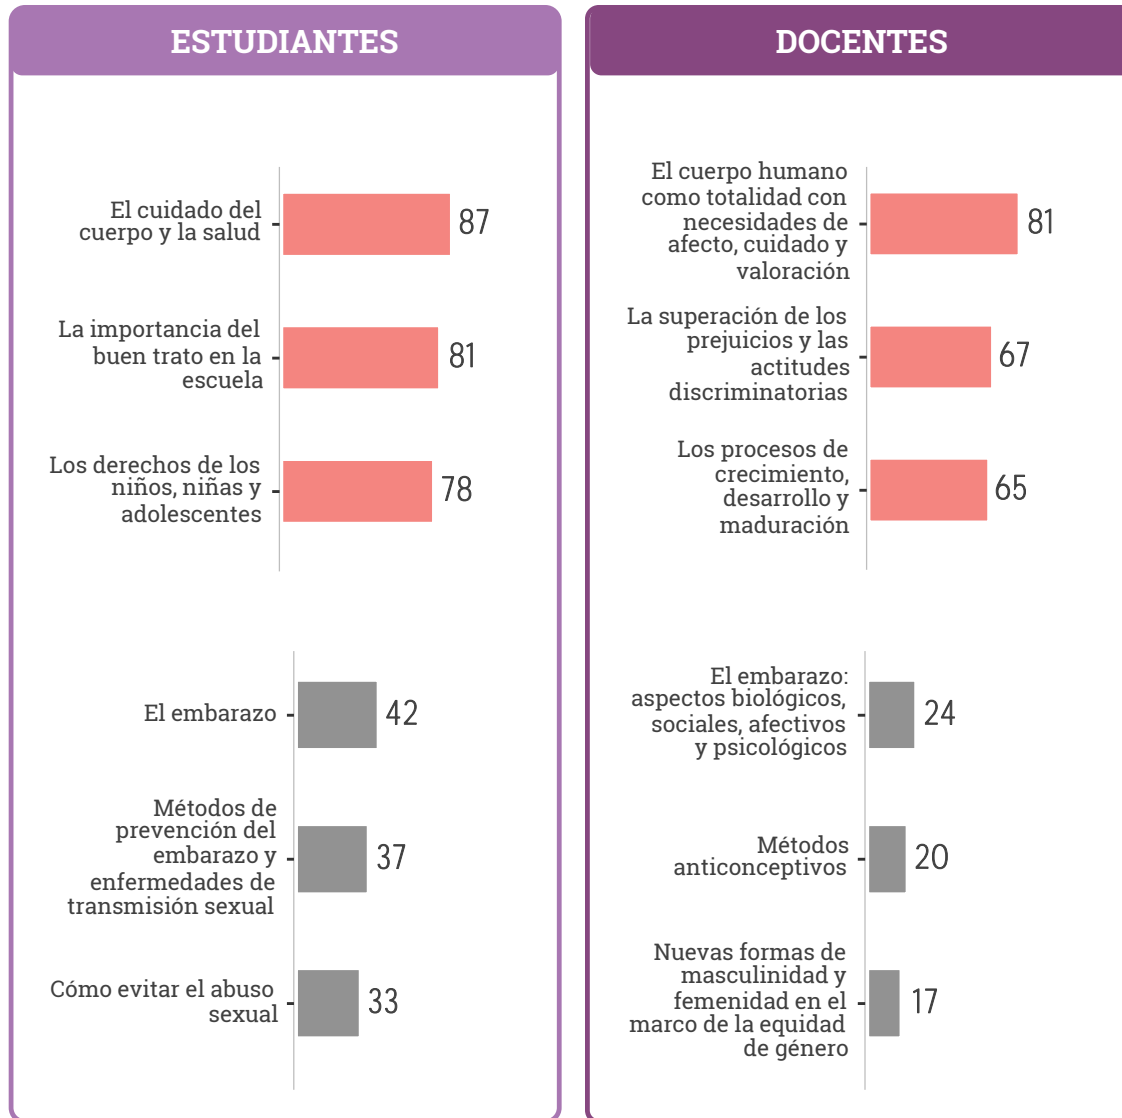 ESTUDIANTES
El cuidado del
cuerpo y la salud
87
La importancia del
buen trato en la
escuela
81
Los derechos de los
niños, niñas y
adolescentes
78
El embarazo
42
Métodos de
prevención del
embarazo y
enfermedades de
transmisión sexual
37
Cómo evitar el abuso
sexual
33
DOCENTES
El cuerpo humano
como totalidad con
necesidades de
afecto, cuidado y
valoración
81
La superación de los
prejuicios y las
actitudes
discriminatorias
67
Los procesos de
crecimiento,
desarrollo y
maduración
65
El embarazo:
aspectos biológicos,
sociales, afectivos
y psicológicos
24
Métodos
anticonceptivos
20
Nuevas formas de
masculinidad y
femenidad en el
marco de la equidad
de género
17